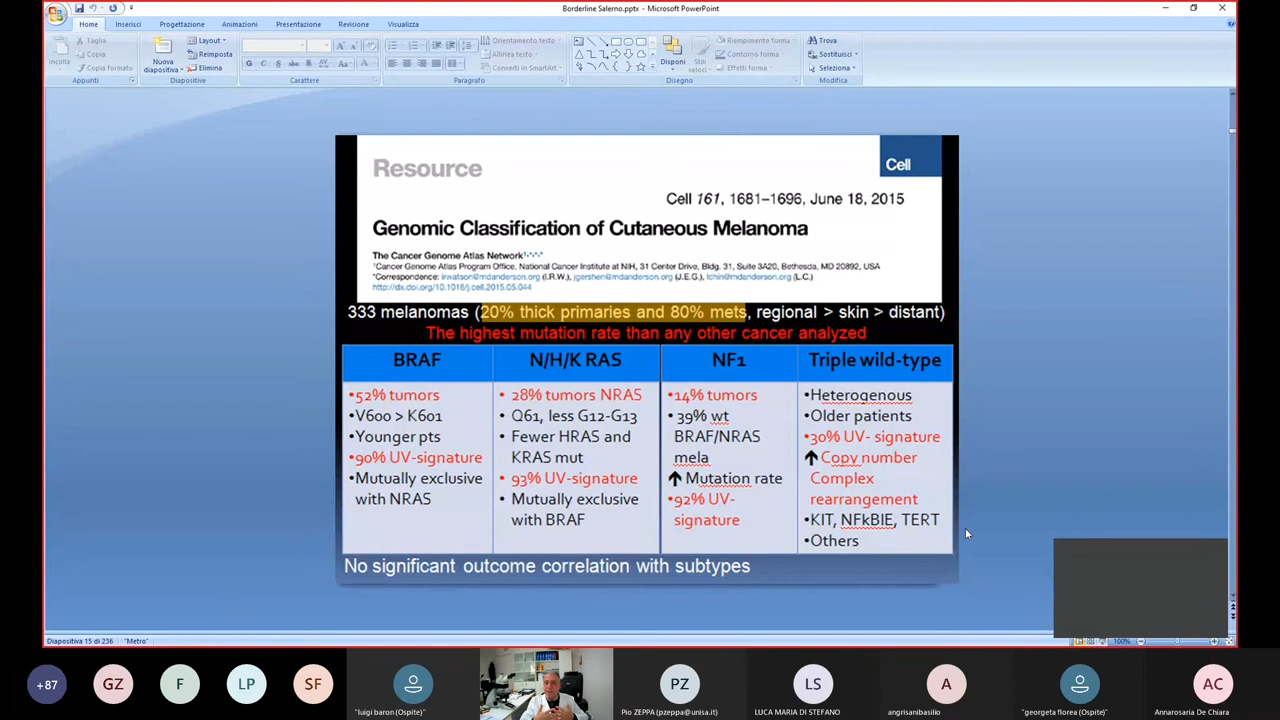 Borderline Salerno.pptx - Microsoft PowerPoint
Home Inserisci Progettazione Animazioni Presentazione Revisione Visualizza
Taglia
Copia
Copia formato
Incolla
Appunti
Nuova diapositiva
Layout
Reimposta
Elimina
Diapositive
Carattere
Orientamento testo
Allinea testo
Converti in SmartArt
Paragrafo
Disponi
Stili veloci
Riempimento forma
Contorno forma
Effetti forma
Disegno
Trova
Sostituisci
Seleziona
Modifica
Resource
Cell
Cell 161, 1681–1696, June 18, 2015
Genomic Classification of Cutaneous Melanoma
The Cancer Genome Atlas Network
1Cancer Genome Atlas Program Office, National Cancer Institute at NIH, 31 Center Drive, Bldg. 31, Suite 3A20, Bethesda, MD 20892, USA
*Correspondence: irwatson@mdanderson.org (I.R.W.), jgershen@mdanderson.org (J.E.G.), lchin@mdanderson.org (L.C.)
http://dx.doi.org/10.1016/j.cell.2015.05.044
333 melanomas (20% thick primaries and 80% mets, regional > skin > distant)
The highest mutation rate than any other cancer analyzed
BRAF
•52% tumors
•V600 > K601
•Younger pts
•90% UV-signature
•Mutually exclusive
with NRAS
N/H/K RAS
• 28% tumors NRAS
• Q61, less G12-G13
• Fewer HRAS and
KRAS mut
• 93% UV-signature
• Mutually exclusive
with BRAF
NF1
•14% tumors
• 39% wt
BRAF/NRAS
mela
↑ Mutation rate
•92% UV-
signature
Triple wild-type
•Heterogenous
•Older patients
•30% UV- signature
↑ Copy number
Complex
rearrangement
•KIT, NFkBIE, TERT
•Others
No significant outcome correlation with subtypes
Diapositiva 15 di 236 "Metro"
100%
+87 GZ F LP SF
"luigi baron (Ospite)"
PZ
Pio ZEPPA (pzeppa@unisa.it)
LS
LUCA MARIA DI STEFANO
A
angrisanibasilio
"georgeta florea (Ospite)"
AC
Annarosaria De Chiara